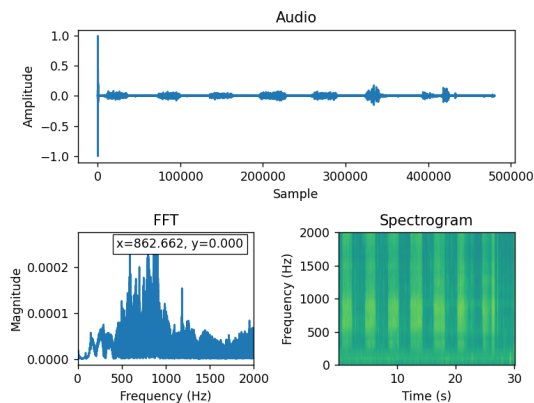 Audio
1.0
0.5
0.0
−0.5
−1.0
Amplitude
0
100000
200000
300000
400000
500000
Sample
FFT
x=862.662, y=0.000
0.0002
0.0001
0.0000
Magnitude
0
500
1000
1500
2000
Frequency (Hz)
Spectrogram
2000
1500
1000
500
0
Frequency (Hz)
10
20
30
Time (s)